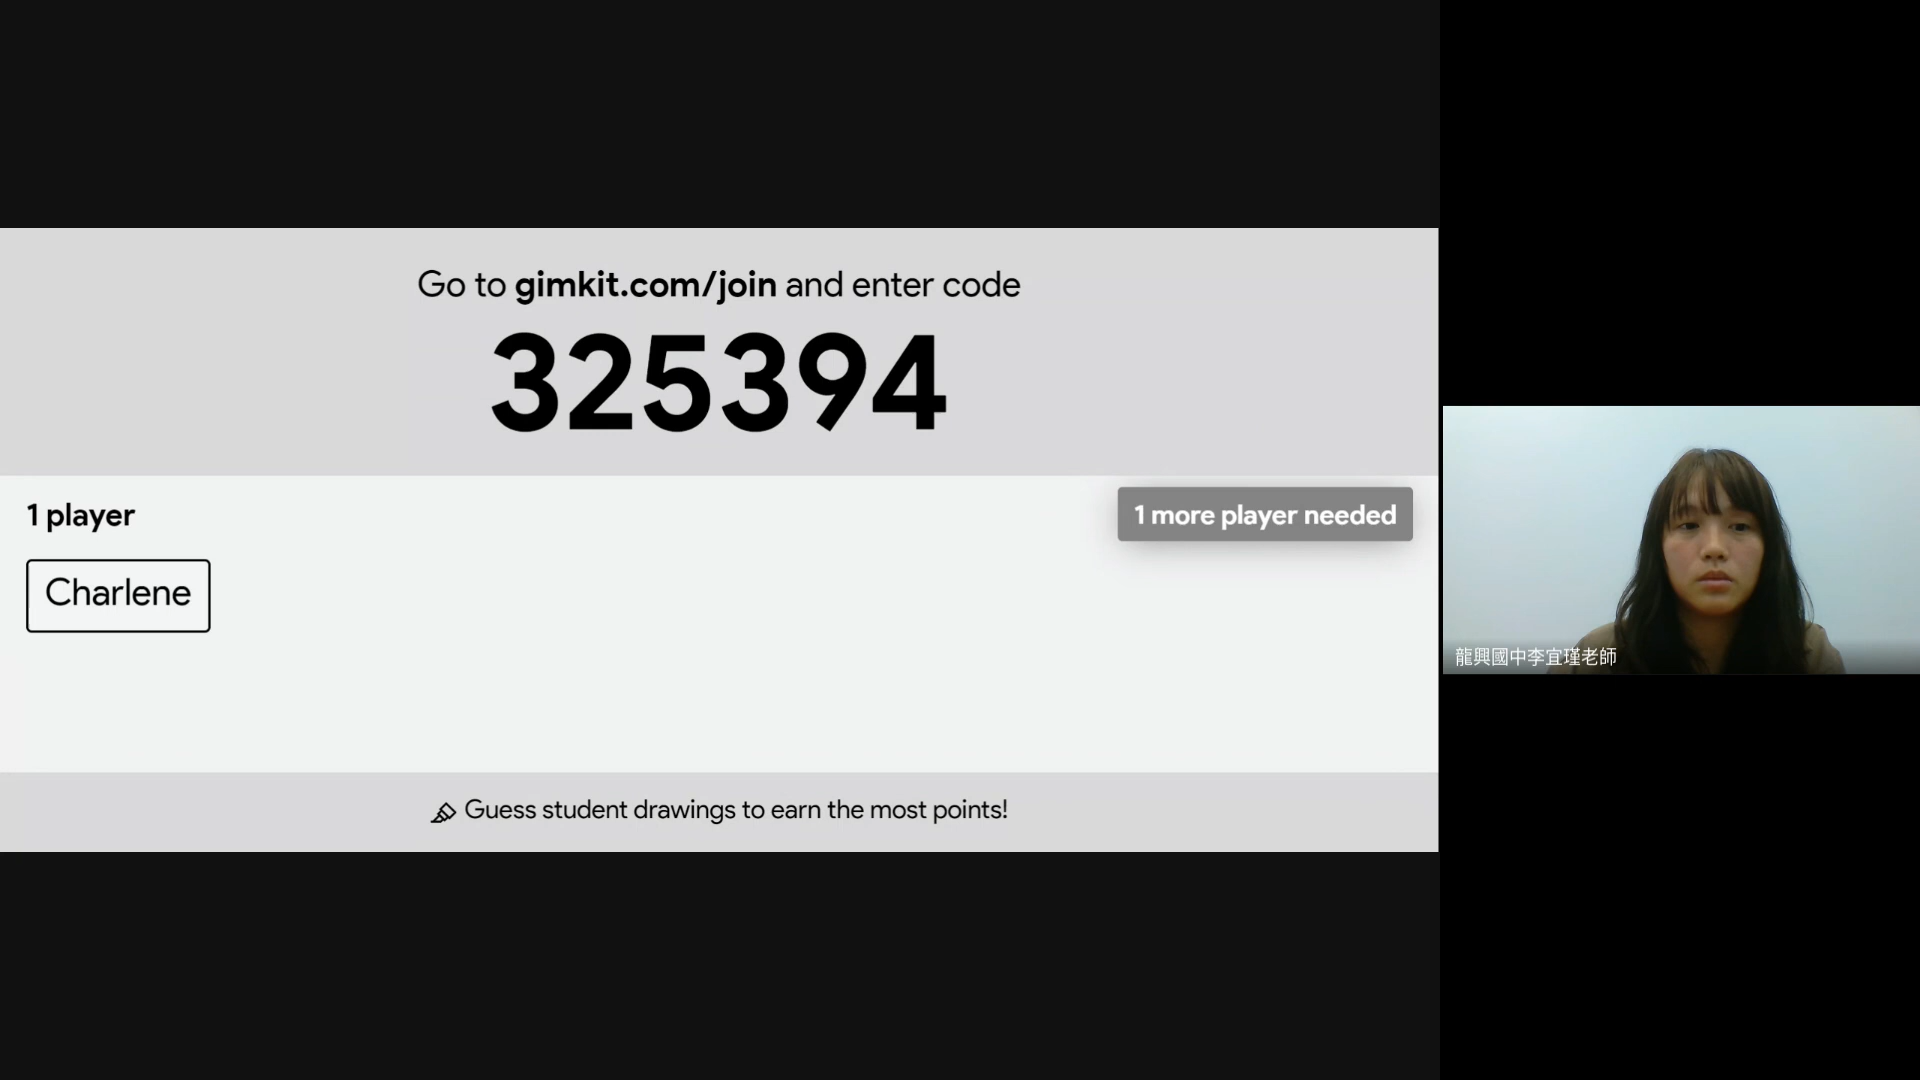 Go to gimkit.com/join and enter code
325394
1 player
1 more player needed
Charlene
Guess student drawings to earn the most points!
龍興國中李宜瑾老師